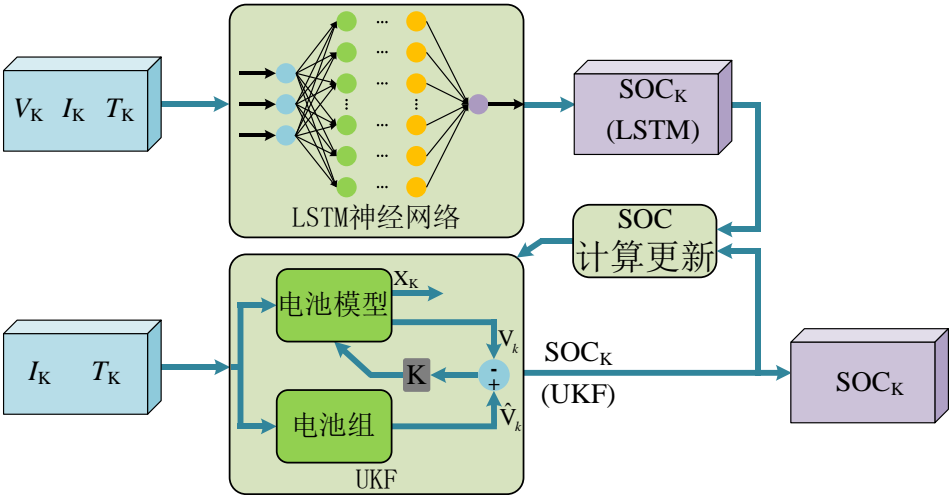 V_K I_K T_K
...
...
...
...
...
...
...
...
LSTM神经网络
SOC_K
(LSTM)
SOC
计算更新
电池模型
X_K
V_k
-
+
K
电池组
V̂_k
UKF
I_K T_K
SOC_K
(UKF)
SOC_K